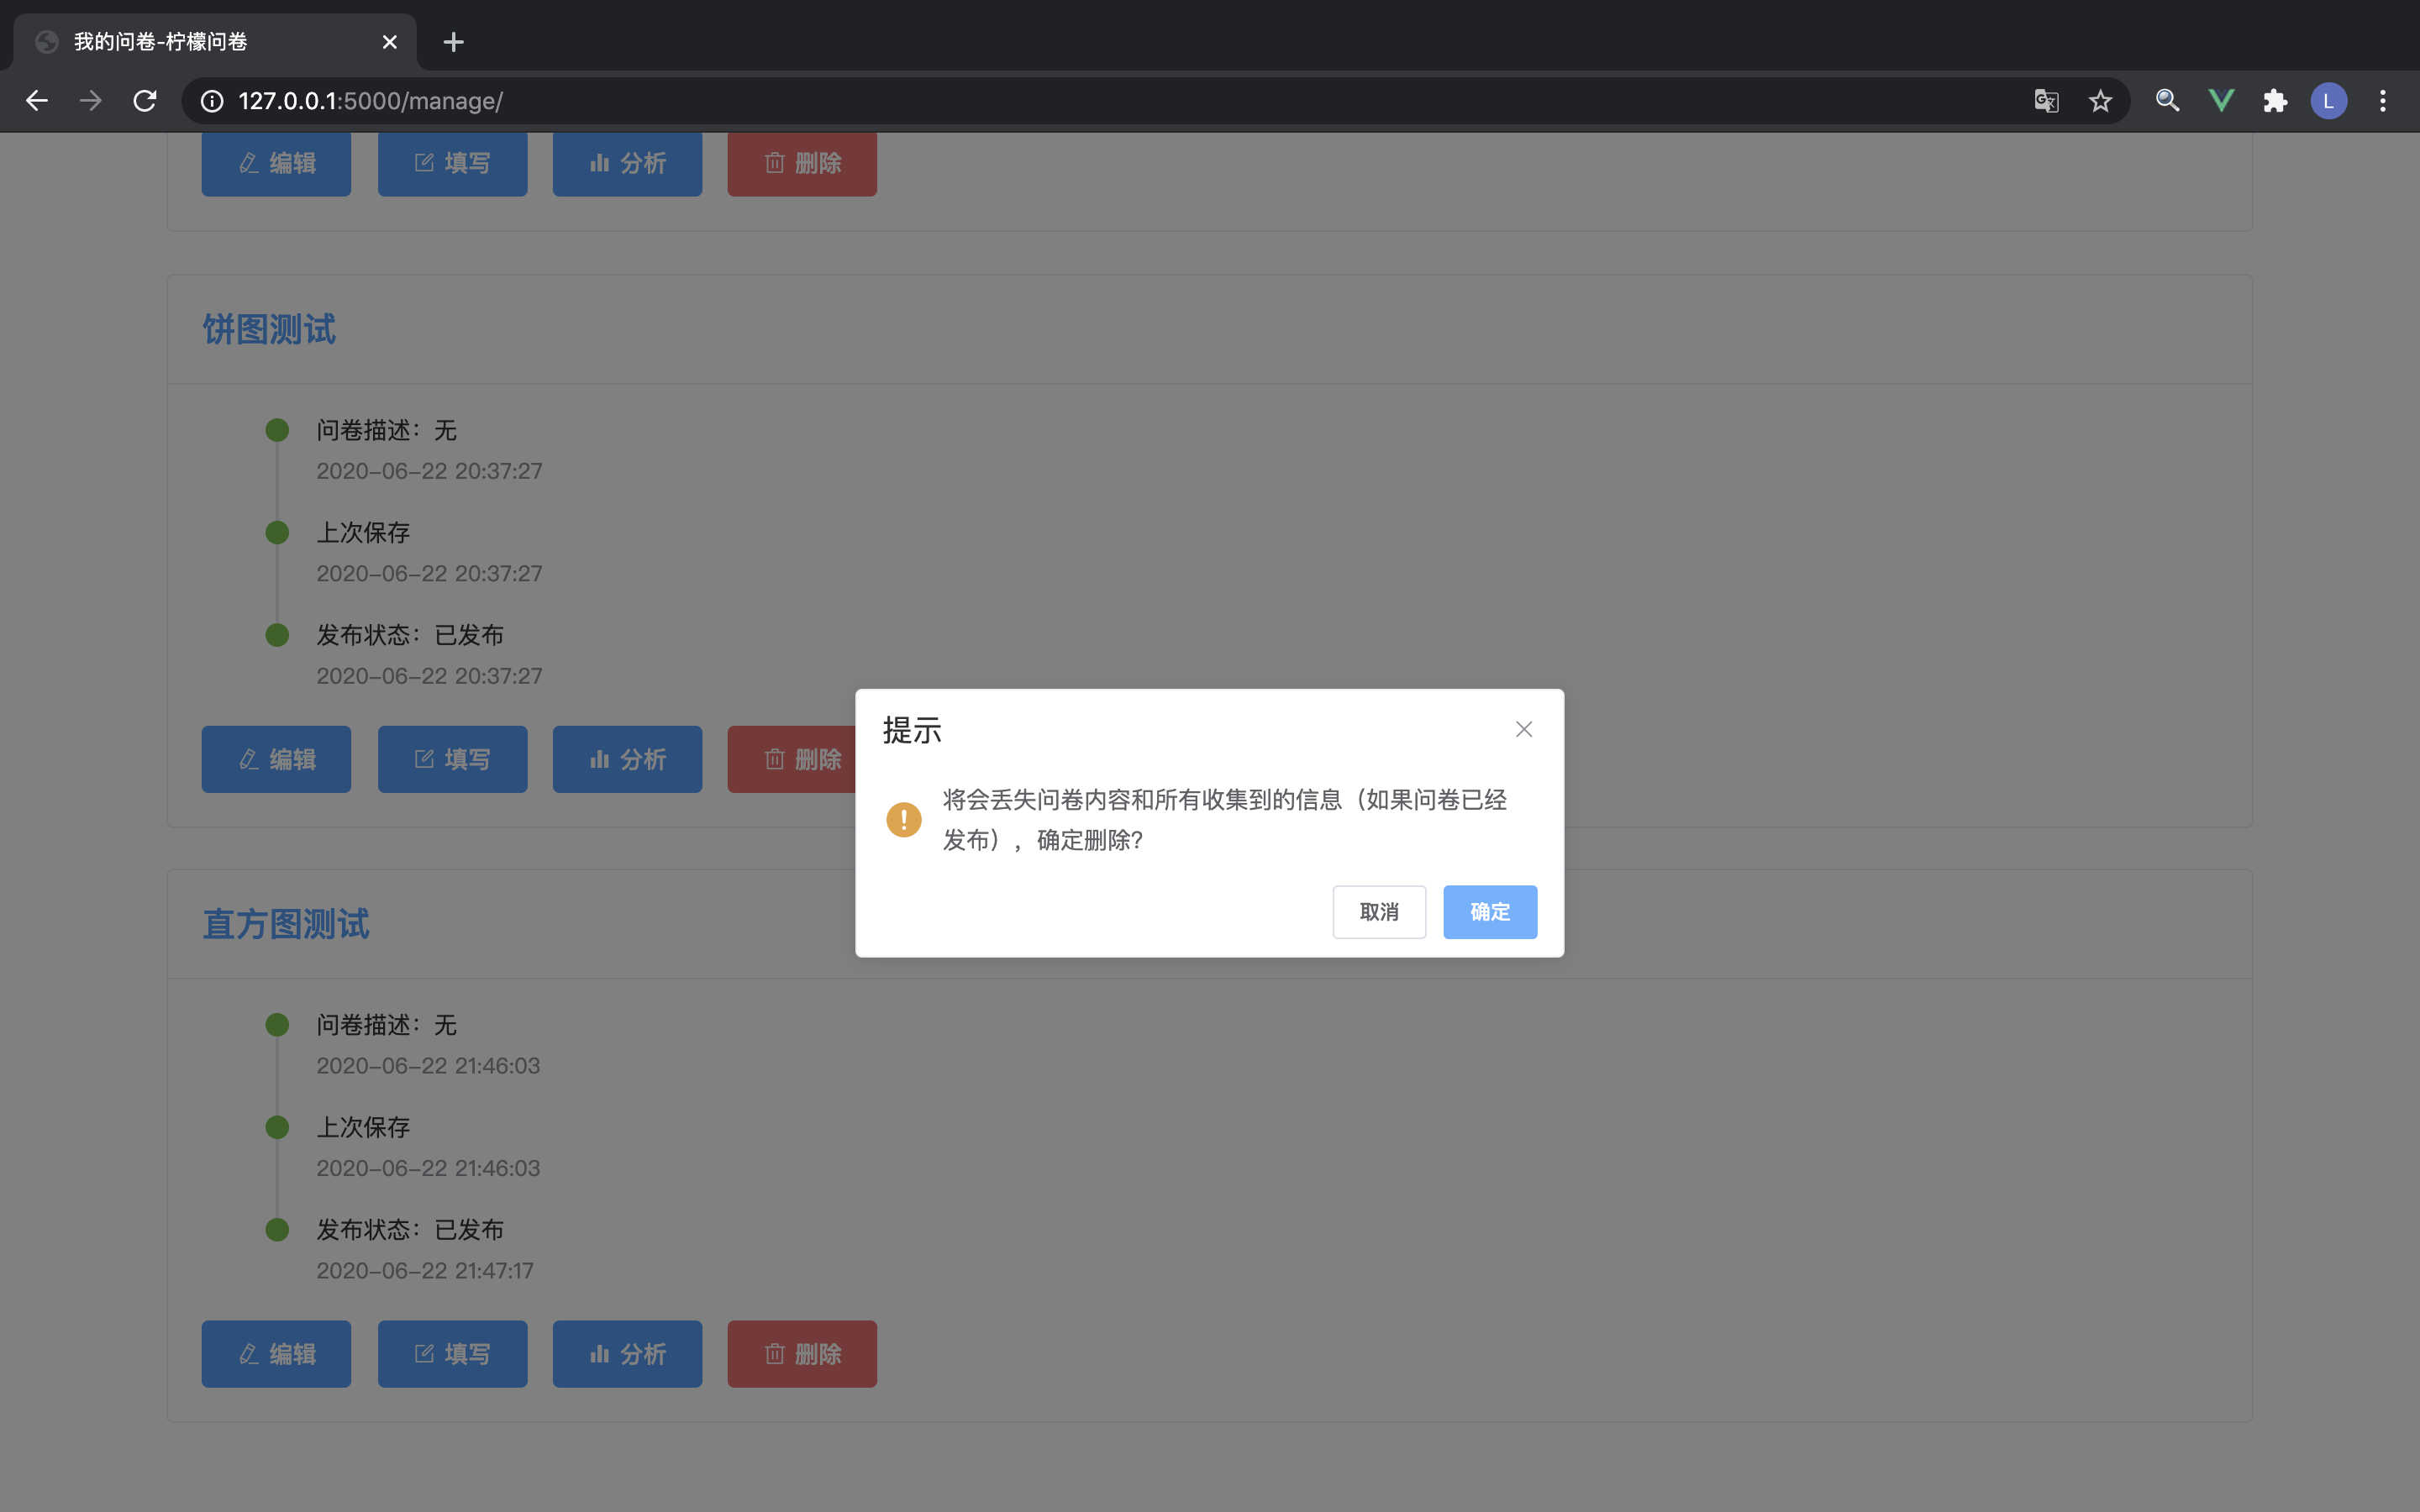 我的问卷-柠檬问卷
127.0.0.1:5000/manage/
L
编辑 填写 分析 删除
饼图测试
问卷描述：无
2020-06-22 20:37:27
上次保存
2020-06-22 20:37:27
发布状态：已发布
2020-06-22 20:37:27
编辑 填写 分析 删除
提示
将会丢失问卷内容和所有收集到的信息（如果问卷已经
发布），确定删除?
取消 确定
直方图测试
问卷描述：无
2020-06-22 21:46:03
上次保存
2020-06-22 21:46:03
发布状态：已发布
2020-06-22 21:47:17
编辑 填写 分析 删除